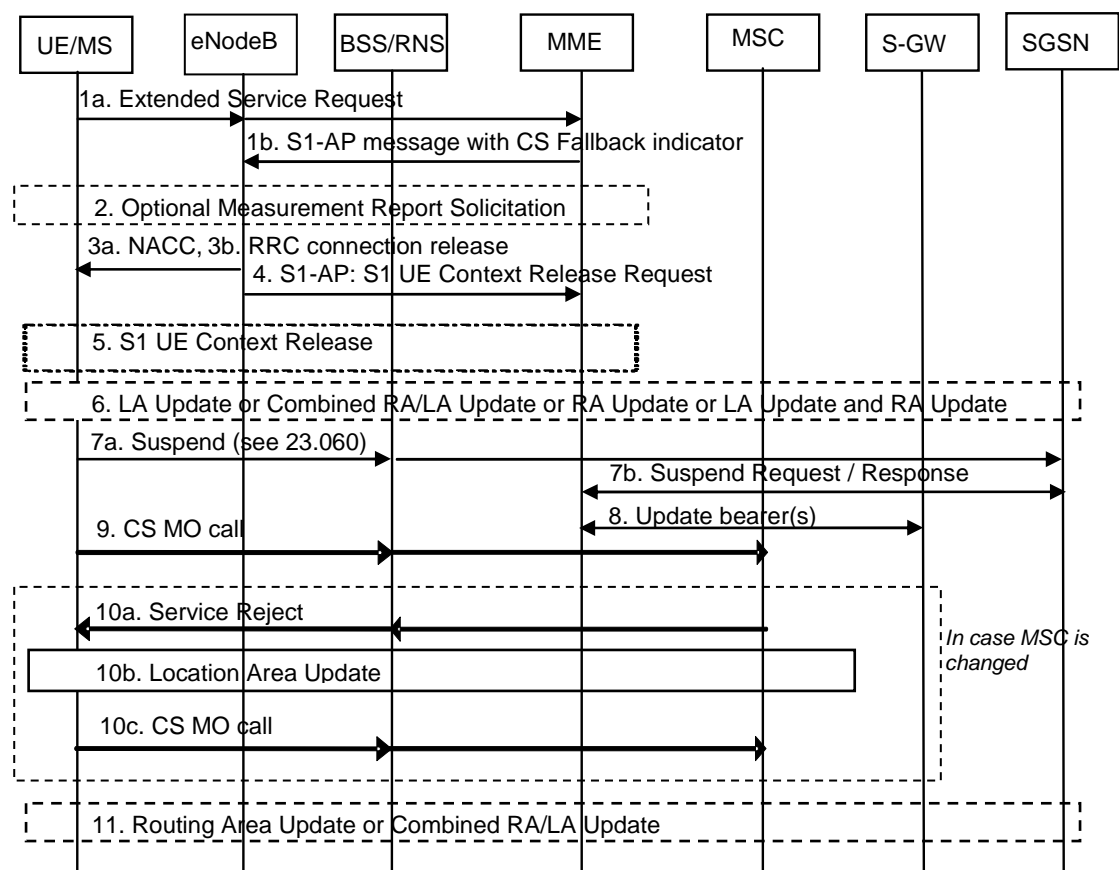 UE/MS
eNodeB
BSS/RNS
MME
MSC
S-GW
SGSN
1a. Extended Service Request
1b. S1-AP message with CS Fallback indicator
2. Optional Measurement Report Solicitation
3a. NACC, 3b. RRC connection release
4. S1-AP: S1 UE Context Release Request
5. S1 UE Context Release
6. LA Update or Combined RA/LA Update or RA Update or LA Update and RA Update
7a. Suspend (see 23.060)
7b. Suspend Request / Response
8. Update bearer(s)
9. CS MO call
10a. Service Reject
In case MSC is
changed
10b. Location Area Update
10c. CS MO call
11. Routing Area Update or Combined RA/LA Update